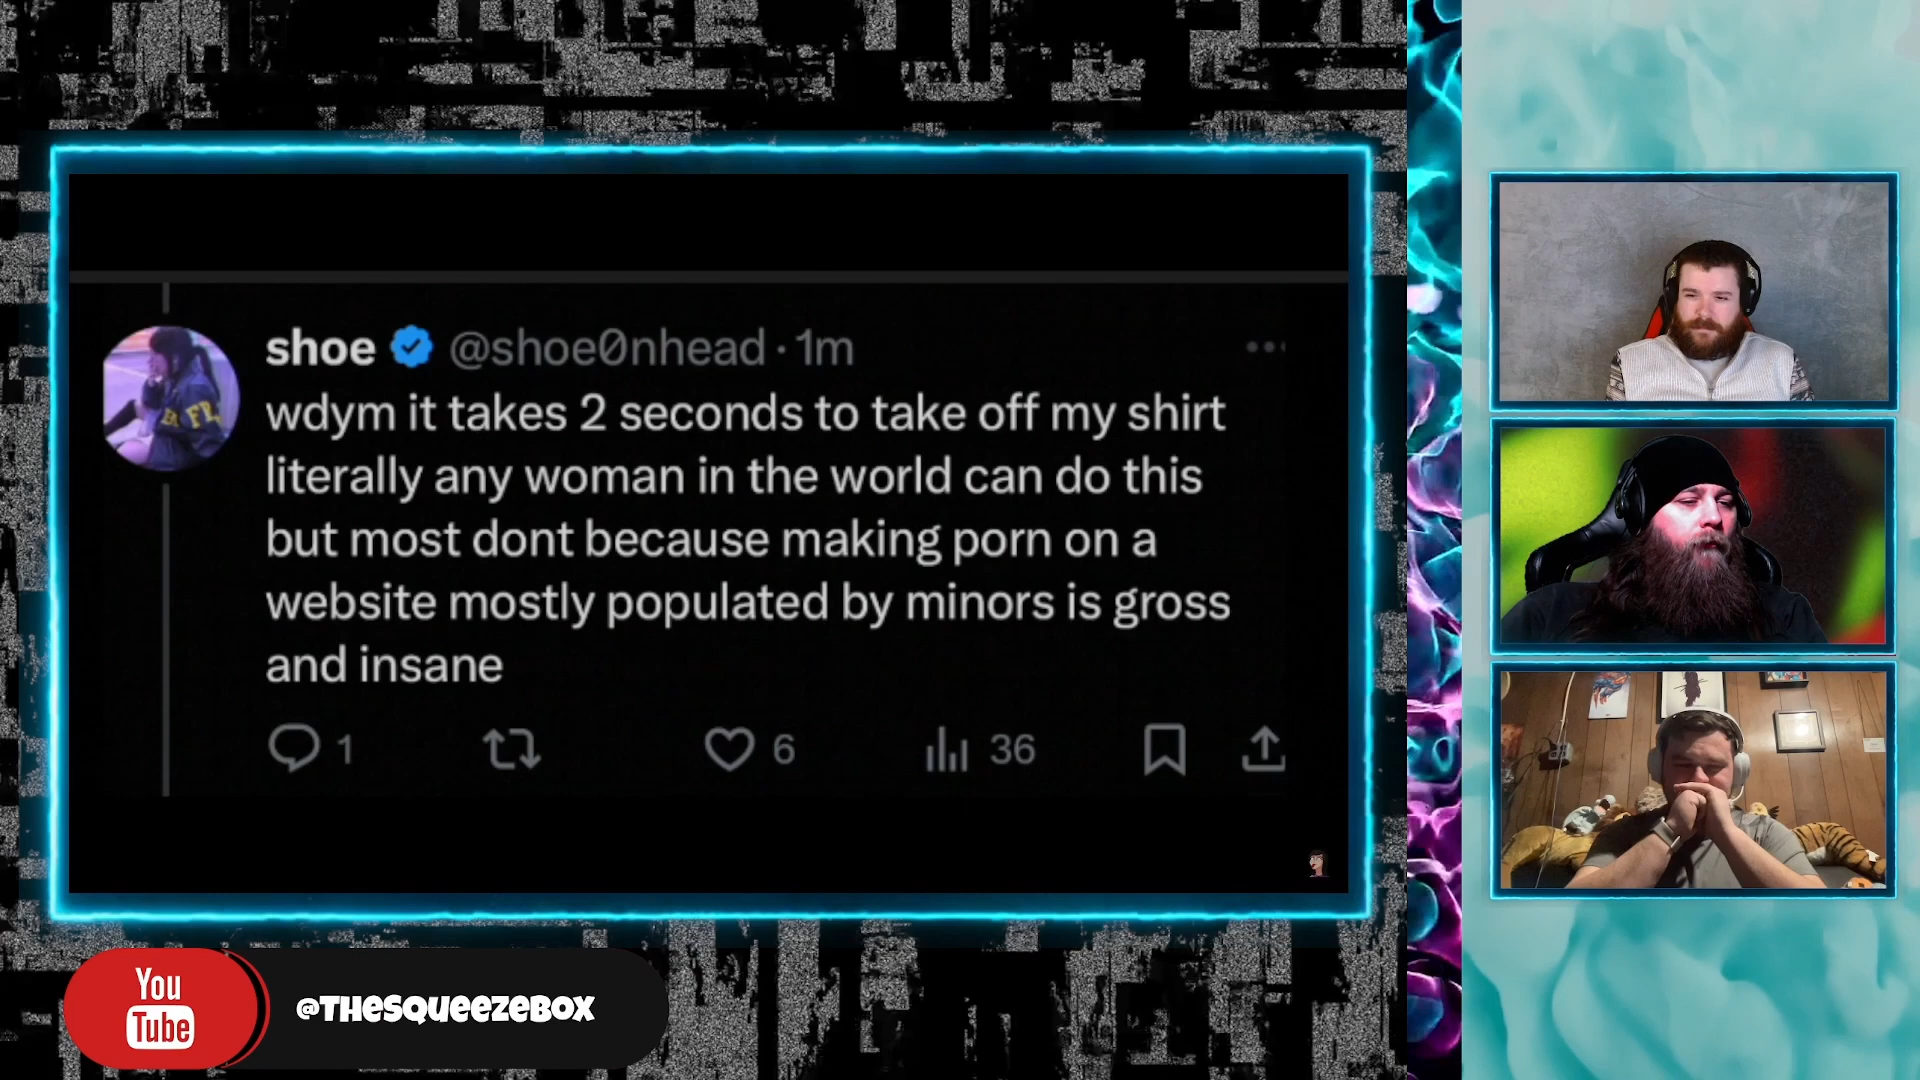 shoe @shoe0nhead · 1m
wdym it takes 2 seconds to take off my shirt
literally any woman in the world can do this
but most dont because making porn on a
website mostly populated by minors is gross
and insane
1 6 36
You
Tube
@THESQUEEZEBOX